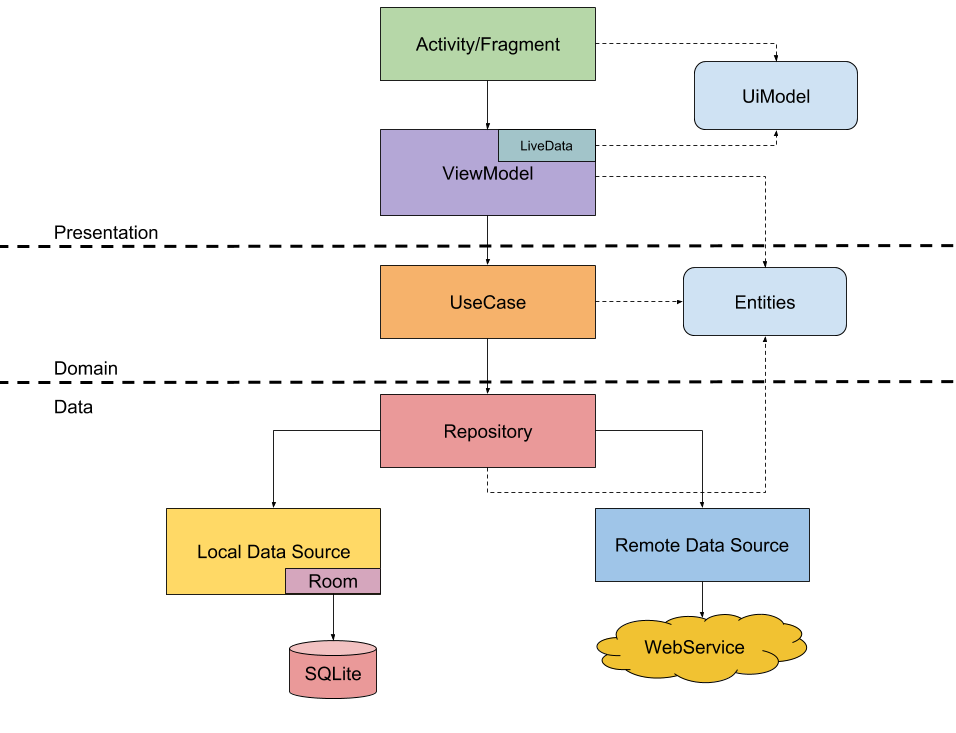 Activity/Fragment
UiModel
LiveData
ViewModel
Presentation
UseCase
Entities
Domain
Data
Repository
Local Data Source
Room
Remote Data Source
SQLite
WebService